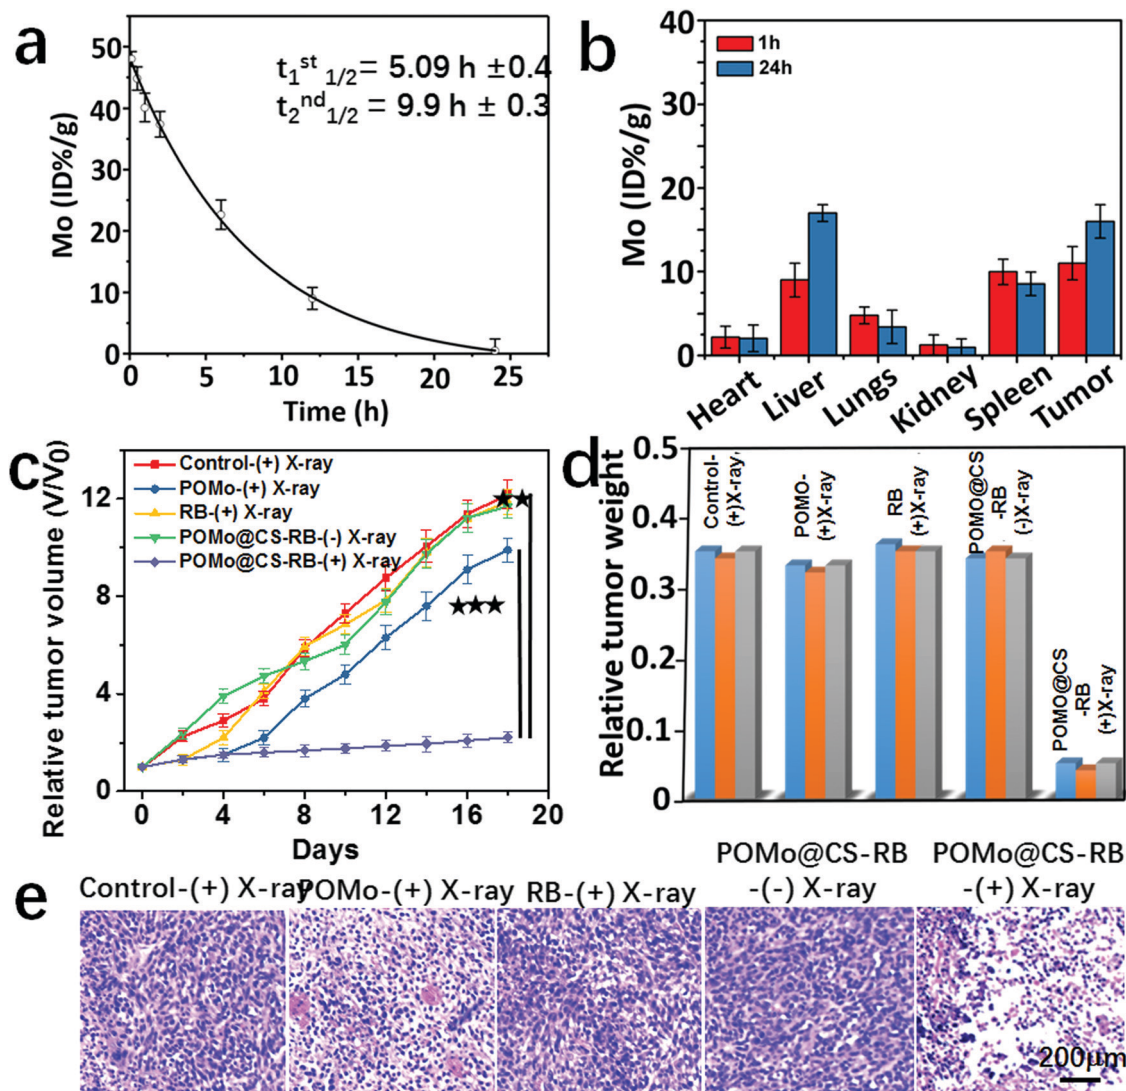 a
50
40
30
20
10
0
Mo (ID%/g)
t₁ˢᵗ ₁/₂= 5.09 h ±0.4
t₂ⁿᵈ₁/₂ = 9.9 h ± 0.3
0 5 10 15 20 25
Time (h)
b
40
30
20
10
0
Mo (ID%/g)
1h
24h
Heart Liver Lungs Kidney Spleen Tumor
c
12
8
4
0
Relative tumor volume (V/V₀)
Control-(+) X-ray
POMo-(+) X-ray
RB-(+) X-ray
POMo@CS-RB-(-) X-ray
POMo@CS-RB-(+) X-ray
★★
★★★
0 4 8 12 16 20
Days
d
0.5
0.4
0.3
0.2
0.1
0
Relative tumor weight
Control-
(+)X-ray,
POMO-
(+)X-ray
RB
(+)X-ray
POMO@CS
-RB
(-)X-ray
POMO@CS
-RB
(+)X-ray
e
Control-(+) X-ray
POMo-(+) X-ray
RB-(+) X-ray
POMo@CS-RB
-(-) X-ray
POMo@CS-RB
-(+) X-ray
200μm